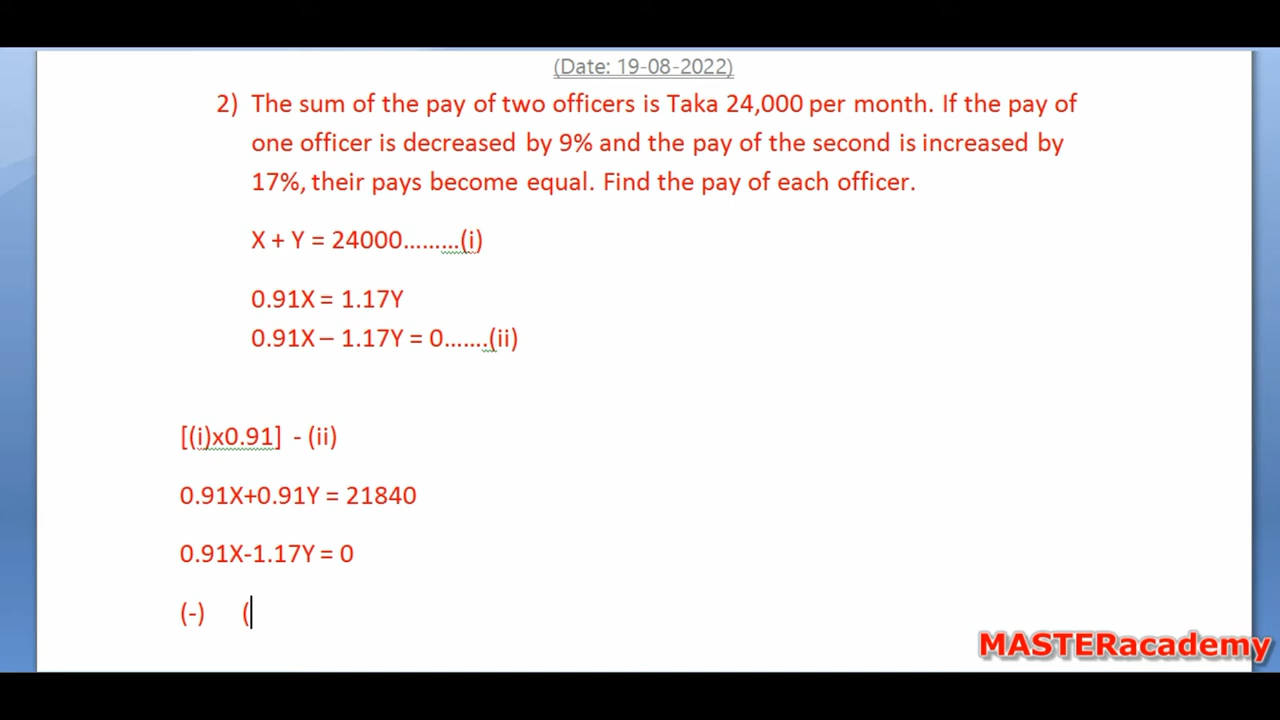 (Date: 19-08-2022)
2) The sum of the pay of two officers is Taka 24,000 per month. If the pay of
one officer is decreased by 9% and the pay of the second is increased by
17%, their pays become equal. Find the pay of each officer.
X + Y = 24000.........(i)
0.91X = 1.17Y
0.91X – 1.17Y = 0.......(ii)
[(i)x0.91] - (ii)
0.91X+0.91Y = 21840
0.91X-1.17Y = 0
(-) (
MASTERacademy